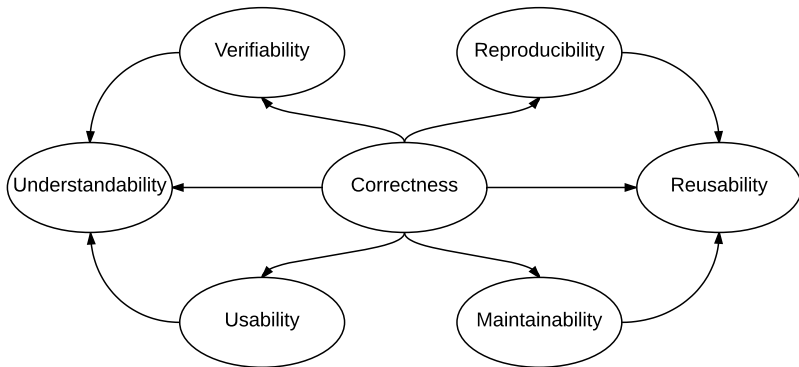 Verifiability
Reproducibility
Understandability
Correctness
Reusability
Usability
Maintainability